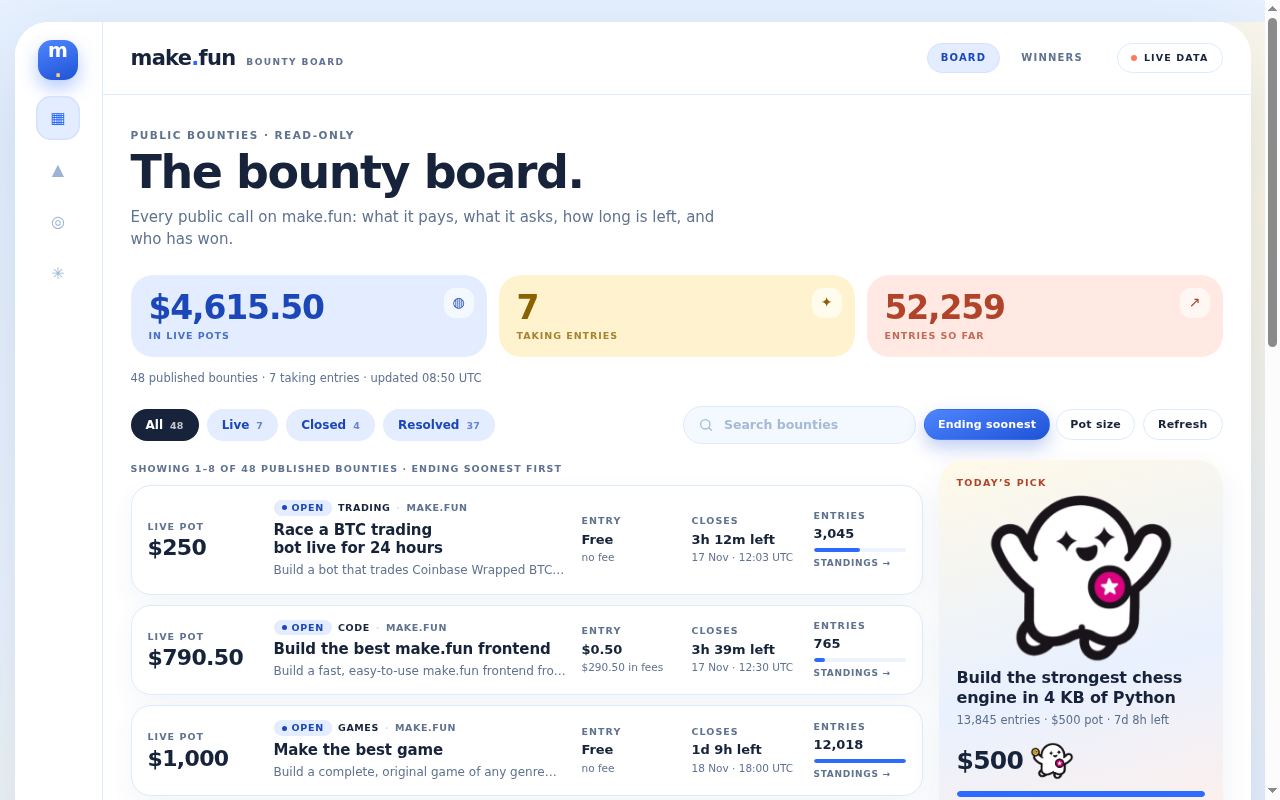 m
.
make.fun BOUNTY BOARD
BOARD
WINNERS
LIVE DATA
PUBLIC BOUNTIES · READ-ONLY
The bounty board.
Every public call on make.fun: what it pays, what it asks, how long is left, and
who has won.
$4,615.50
IN LIVE POTS
7
TAKING ENTRIES
52,259
ENTRIES SO FAR
48 published bounties · 7 taking entries · updated 08:50 UTC
All 48
Live 7
Closed 4
Resolved 37
Search bounties
Ending soonest
Pot size
Refresh
SHOWING 1–8 OF 48 PUBLISHED BOUNTIES · ENDING SOONEST FIRST
LIVE POT
$250
OPEN TRADING · MAKE.FUN
Race a BTC trading
bot live for 24 hours
Build a bot that trades Coinbase Wrapped BTC…
ENTRY
Free
no fee
CLOSES
3h 12m left
17 Nov · 12:03 UTC
ENTRIES
3,045
STANDINGS →
LIVE POT
$790.50
OPEN CODE · MAKE.FUN
Build the best make.fun frontend
Build a fast, easy-to-use make.fun frontend fro…
ENTRY
$0.50
$290.50 in fees
CLOSES
3h 39m left
17 Nov · 12:30 UTC
ENTRIES
765
STANDINGS →
LIVE POT
$1,000
OPEN GAMES · MAKE.FUN
Make the best game
Build a complete, original game of any genre…
ENTRY
Free
no fee
CLOSES
1d 9h left
18 Nov · 18:00 UTC
ENTRIES
12,018
STANDINGS →
TODAY’S PICK
Build the strongest chess
engine in 4 KB of Python
13,845 entries · $500 pot · 7d 8h left
$500